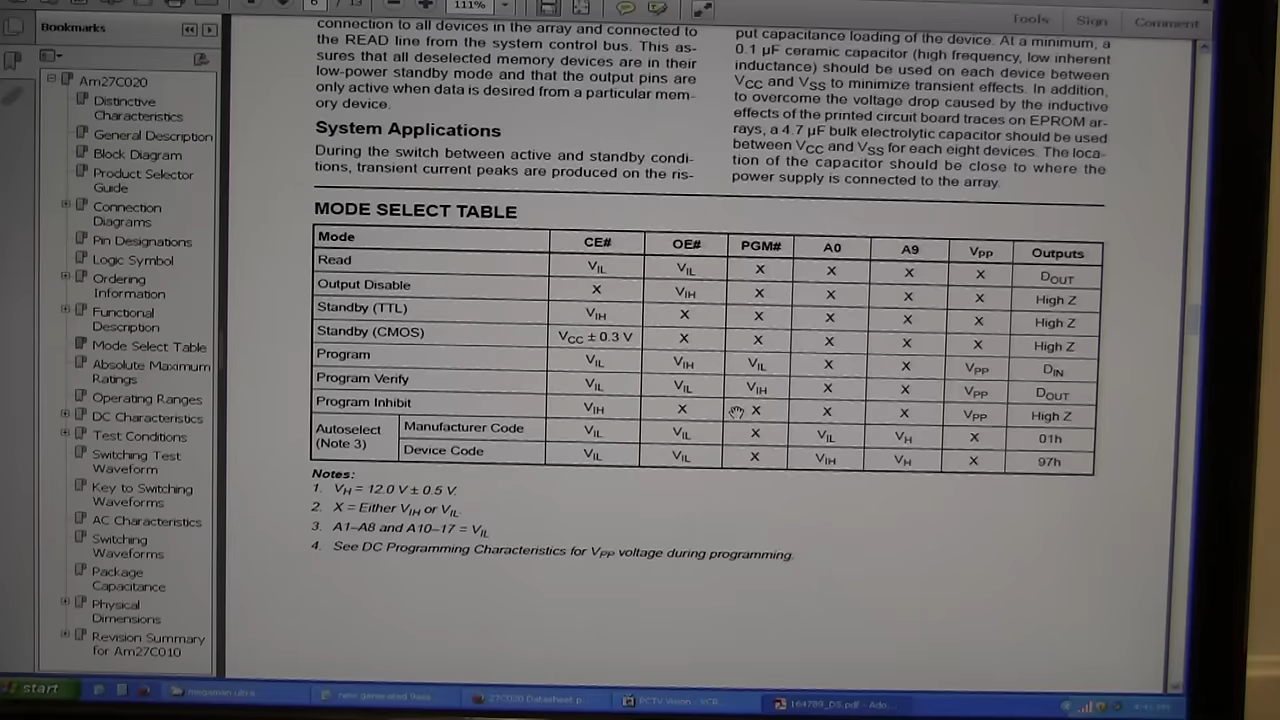 111%
Tools Sign Comment
Bookmarks
Am27C020
Distinctive
Characteristics
General Description
Block Diagram
Product Selector
Guide
Connection
Diagrams
Pin Designations
Logic Symbol
Ordering
Information
Functional
Description
Mode Select Table
Absolute Maximum
Ratings
Operating Ranges
DC Characteristics
Test Conditions
Switching Test
Waveform
Key to Switching
Waveforms
AC Characteristics
Switching
Waveforms
Package
Capacitance
Physical
Dimensions
Revision Summary
for Am27C010
connection to all devices in the array and connected to
the READ line from the system control bus. This as-
sures that all deselected memory devices are in their
low-power standby mode and that the output pins are
only active when data is desired from a particular mem-
ory device.
System Applications
During the switch between active and standby condi-
tions, transient current peaks are produced on the ris-
put capacitance loading of the device. At a minimum, a
0.1 µF ceramic capacitor (high frequency, low inherent
inductance) should be used on each device between
VCC and VSS to minimize transient effects. In addition,
to overcome the voltage drop caused by the inductive
effects of the printed circuit board traces on EPROM ar-
rays, a 4.7 µF bulk electrolytic capacitor should be used
between VCC and VSS for each eight devices. The loca-
tion of the capacitor should be close to where the
power supply is connected to the array.
MODE SELECT TABLE
Mode CE# OE# PGM# A0 A9 VPP Outputs
Read VIL VIL X X X X DOUT
Output Disable X VIH X X X X High Z
Standby (TTL) VIH X X X X X High Z
Standby (CMOS) VCC ± 0.3 V X X X X X High Z
Program VIL VIH VIL X X VPP DIN
Program Verify VIL VIL VIH X X VPP DOUT
Program Inhibit VIH X X X X VPP High Z
Autoselect (Note 3) Manufacturer Code VIL VIL X VIL VH X 01h
Device Code VIL VIL X VIH VH X 97h
Notes:
1. VH = 12.0 V ± 0.5 V.
2. X = Either VIH or VIL.
3. A1–A8 and A10–17 = VIL
4. See DC Programming Characteristics for VPP voltage during programming.
start megaman ultra 27C020 Datasheet p... PCTV Vision - VCR 164789_DS.pdf - Ado...